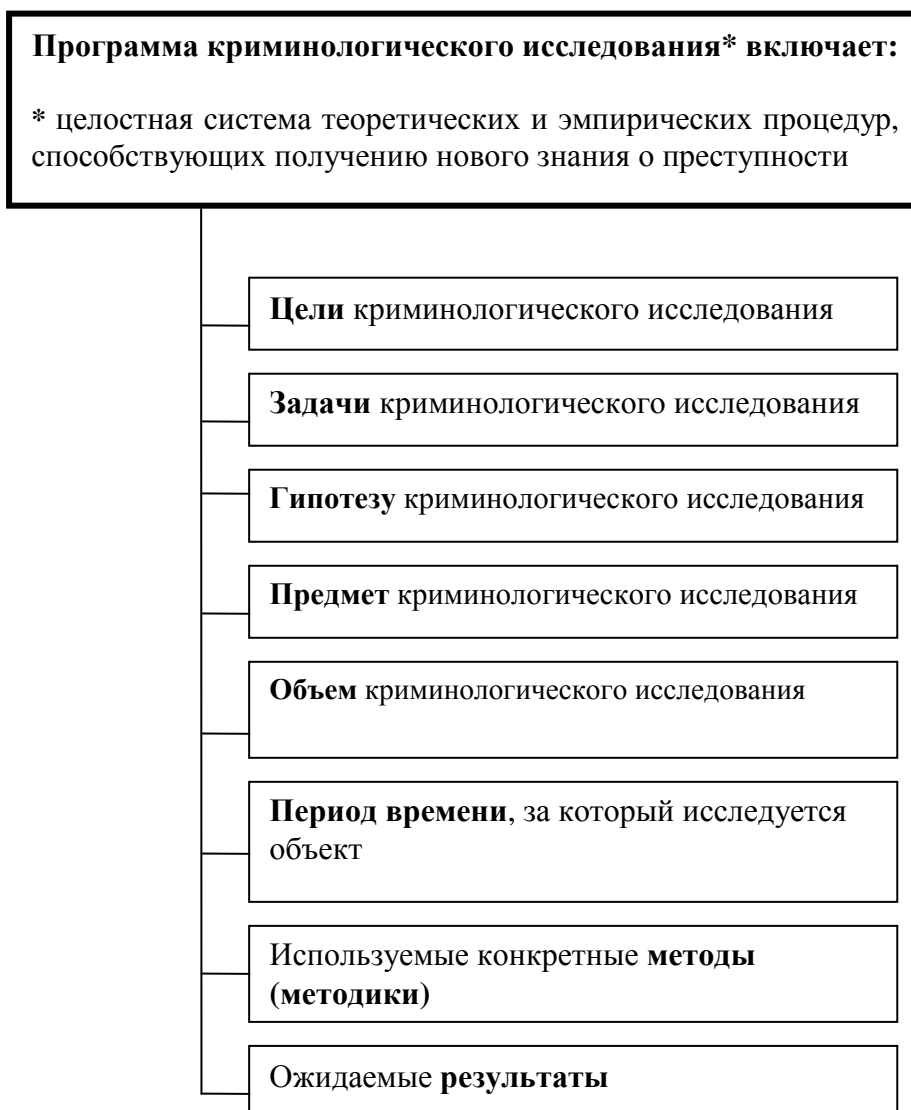 Программа криминологического исследования* включает:
* целостная система теоретических и эмпирических процедур,
способствующих получению нового знания о преступности
Цели криминологического исследования
Задачи криминологического исследования
Гипотезу криминологического исследования
Предмет криминологического исследования
Объем криминологического исследования
Период времени, за который исследуется
объект
Используемые конкретные методы
(методики)
Ожидаемые результаты